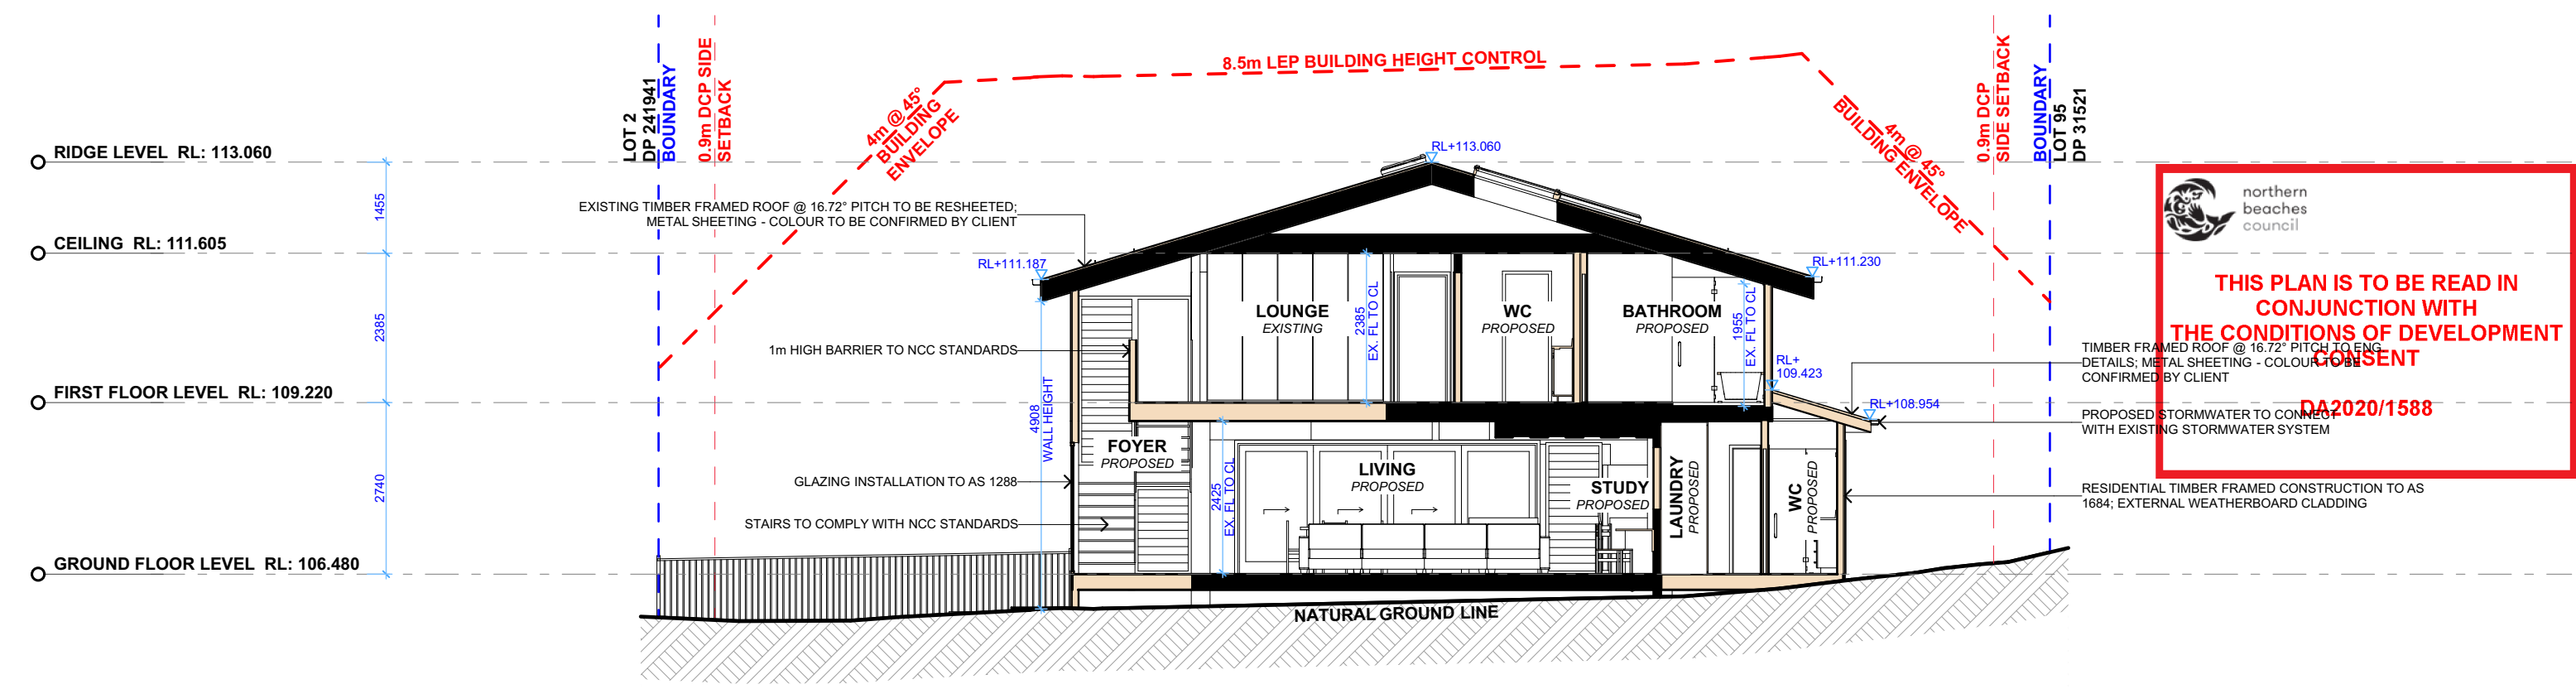 8.5m LEP BUILDING HEIGHT CONTROL
LOT 2
DP 241941
BOUNDARY
0.9m DCP SIDE
SETBACK
4m @ 45°
BUILDING
ENVELOPE
4m @ 45°
BUILDING ENVELOPE
0.9m DCP
SIDE SETBACK
BOUNDARY
LOT 95
DP 31521
RIDGE LEVEL RL: 113.060
CEILING RL: 111.605
FIRST FLOOR LEVEL RL: 109.220
GROUND FLOOR LEVEL RL: 106.480
1455
2385
2740
EXISTING TIMBER FRAMED ROOF @ 16.72° PITCH TO BE RESHEETED;
METAL SHEETING - COLOUR TO BE CONFIRMED BY CLIENT
RL+113.060
RL+111.187
RL+111.230
1m HIGH BARRIER TO NCC STANDARDS
GLAZING INSTALLATION TO AS 1288
STAIRS TO COMPLY WITH NCC STANDARDS
4908
WALL HEIGHT
LOUNGE
EXISTING
2385
EX. FL TO CL
WC
PROPOSED
BATHROOM
PROPOSED
1955
EX. FL TO CL
RL+
109.423
RL+108.954
FOYER
PROPOSED
2425
EX. FL TO CL
LIVING
PROPOSED
STUDY
PROPOSED
LAUNDRY
PROPOSED
WC
PROPOSED
NATURAL GROUND LINE
northern
beaches
council
THIS PLAN IS TO BE READ IN
CONJUNCTION WITH
THE CONDITIONS OF DEVELOPMENT
CONSENT
DA2020/1588
TIMBER FRAMED ROOF @ 16.72° PITCH TO ENG
DETAILS; METAL SHEETING - COLOUR TO BE
CONFIRMED BY CLIENT
PROPOSED STORMWATER TO CONNECT
WITH EXISTING STORMWATER SYSTEM
RESIDENTIAL TIMBER FRAMED CONSTRUCTION TO AS
1684; EXTERNAL WEATHERBOARD CLADDING